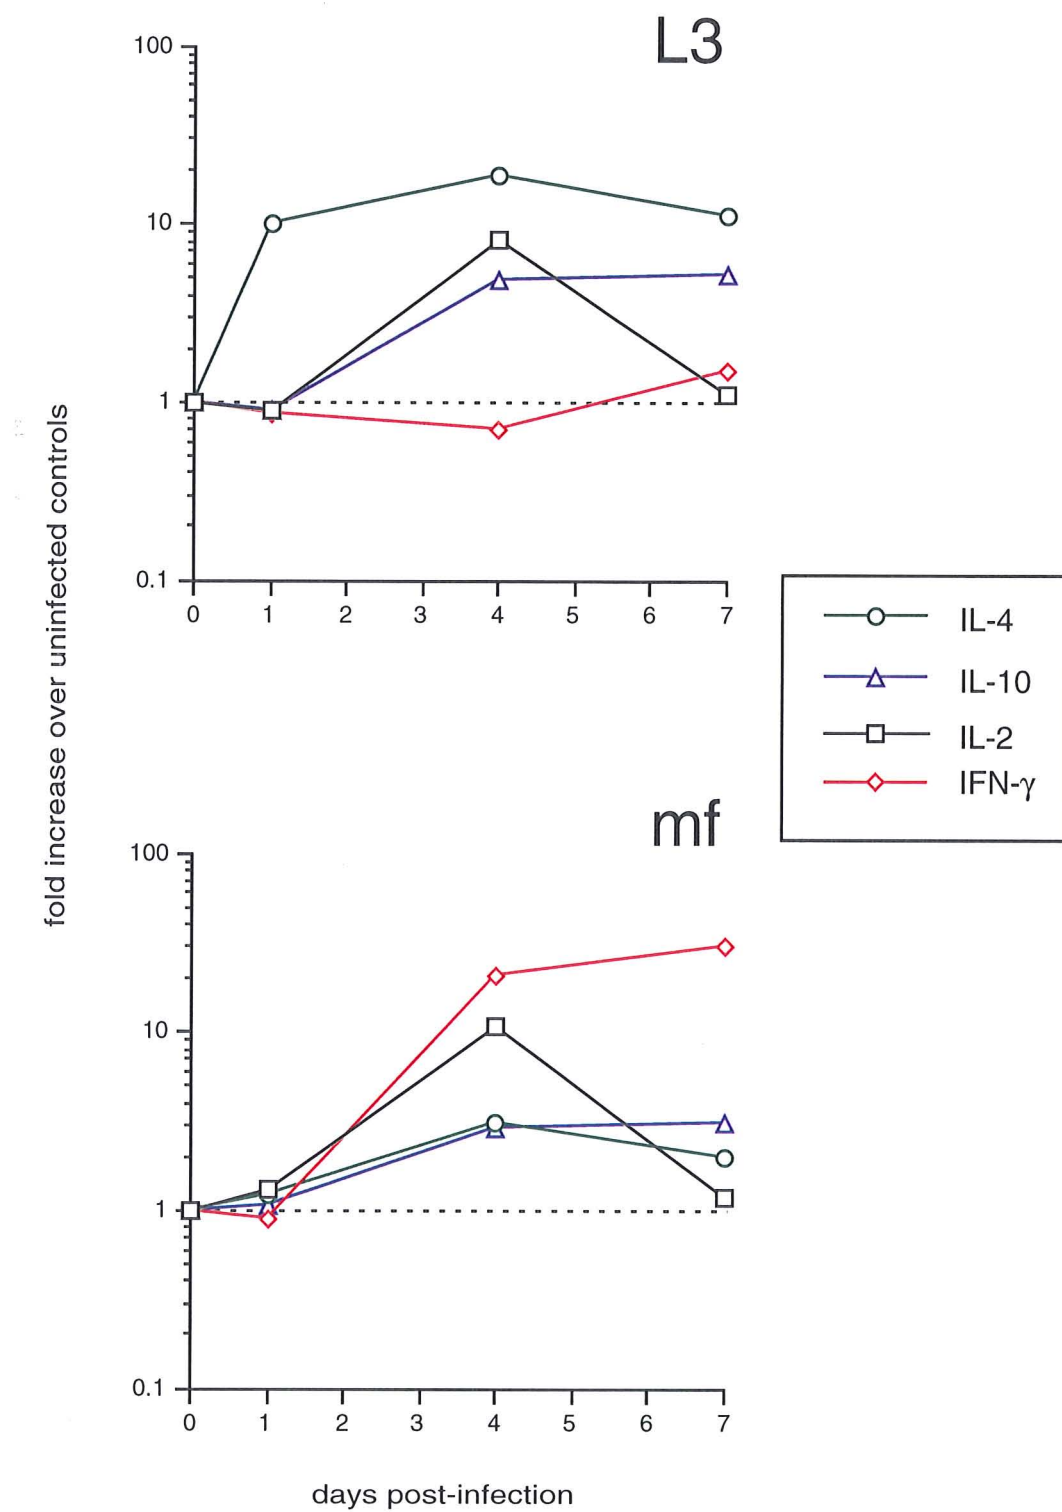 L3
100
10
1
0.1
0 1 2 3 4 5 6 7
fold increase over uninfected controls
IL-4
IL-10
IL-2
IFN-γ
mf
100
10
1
0.1
0 1 2 3 4 5 6 7
days post-infection